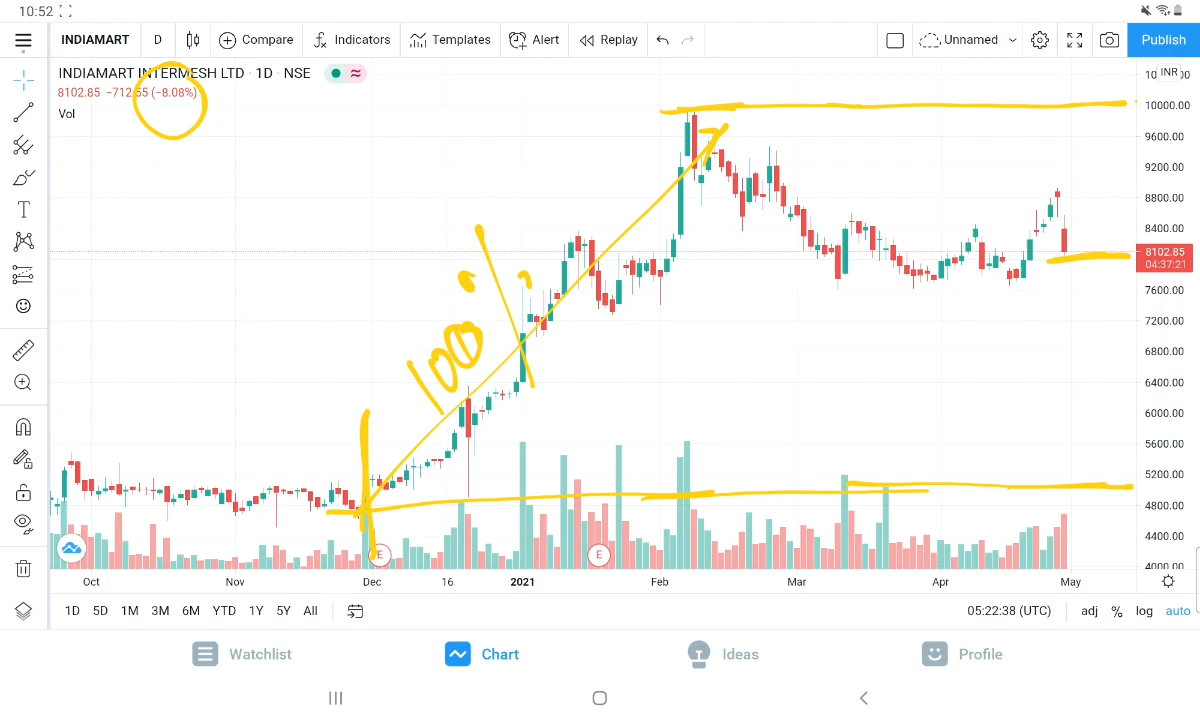 10:52
INDIAMART D Compare Indicators Templates Alert Replay Unnamed Publish
INDIAMART INTERMESH LTD · 1D · NSE
8102.85 −712.55 (−8.08%)
Vol
INR
10000.00
9600.00
9200.00
8800.00
8400.00
8102.85
04:37:21
7600.00
7200.00
6800.00
6400.00
6000.00
5600.00
5200.00
4800.00
4400.00
4000.00
100%
E E
Oct Nov Dec 16 2021 Feb Mar Apr May
1D 5D 1M 3M 6M YTD 1Y 5Y All 05:22:38 (UTC) adj % log auto
Watchlist Chart Ideas Profile